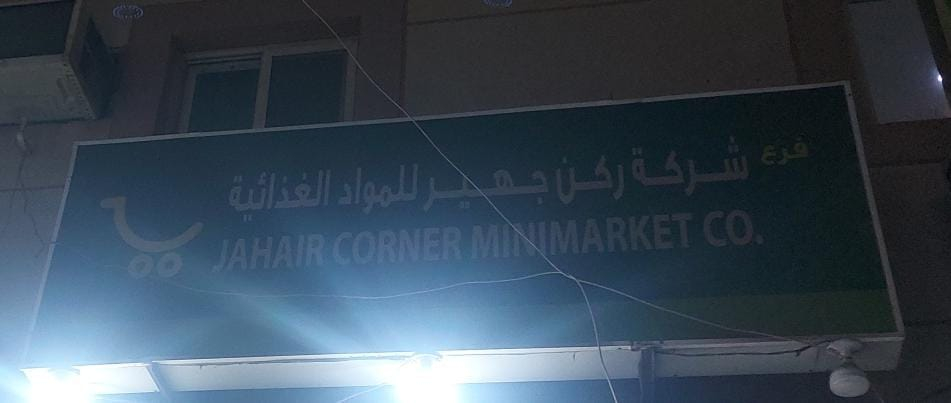 فرع
شركة ركن جهير للمواد الغذائية
JAHAIR CORNER MINIMARKET CO.